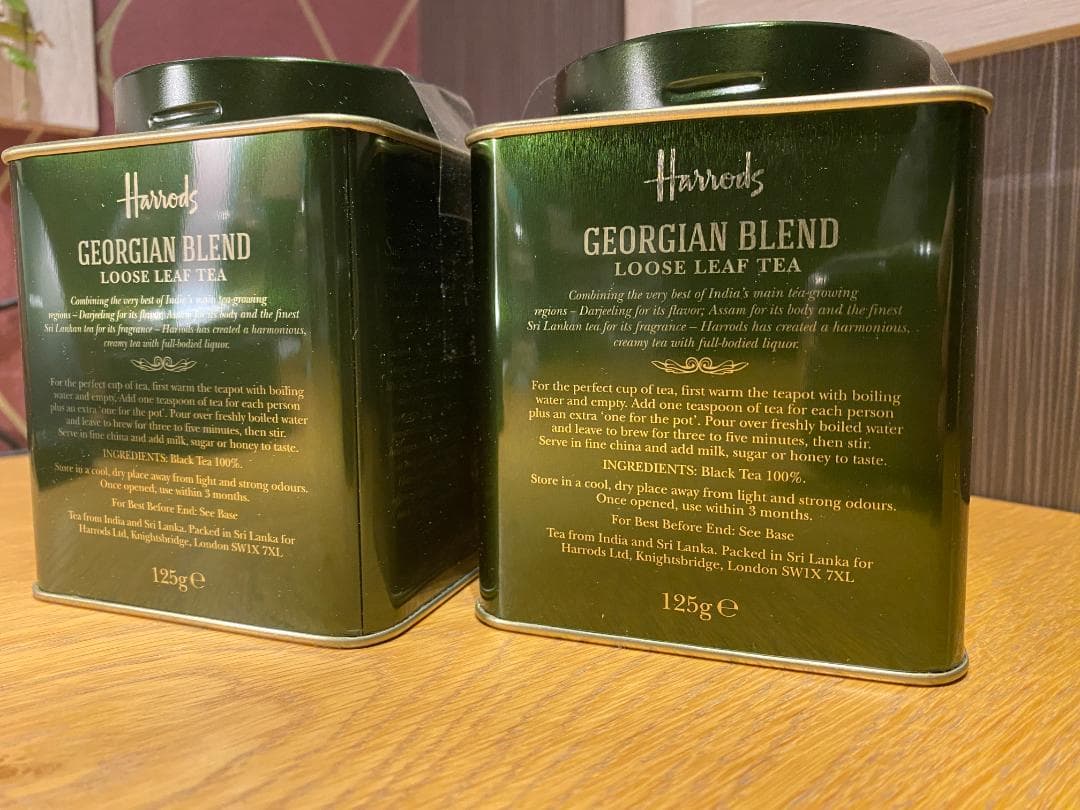 Harrods
GEORGIAN BLEND
LOOSE LEAF TEA
Combining the very best of India's main tea-growing
regions – Darjeeling for its flavor, Assam for its body and the finest
Sri Lankan tea for its fragrance – Harrods has created a harmonious,
creamy tea with full-bodied liquor.
For the perfect cup of tea, first warm the teapot with boiling
water and empty. Add one teaspoon of tea for each person
plus an extra 'one for the pot'. Pour over freshly boiled water
and leave to brew for three to five minutes, then stir.
Serve in fine china and add milk, sugar or honey to taste.
INGREDIENTS: Black Tea 100%.
Store in a cool, dry place away from light and strong odours.
Once opened, use within 3 months.
For Best Before End: See Base
Tea from India and Sri Lanka. Packed in Sri Lanka for
Harrods Ltd, Knightsbridge, London SW1X 7XL
125g ℮
Harrods
GEORGIAN BLEND
LOOSE LEAF TEA
Combining the very best of India's main tea-growing
regions – Darjeeling for its flavor, Assam for its body and the finest
Sri Lankan tea for its fragrance – Harrods has created a harmonious,
creamy tea with full-bodied liquor.
For the perfect cup of tea, first warm the teapot with boiling
water and empty. Add one teaspoon of tea for each person
plus an extra 'one for the pot'. Pour over freshly boiled water
and leave to brew for three to five minutes, then stir.
Serve in fine china and add milk, sugar or honey to taste.
INGREDIENTS: Black Tea 100%.
Store in a cool, dry place away from light and strong odours.
Once opened, use within 3 months.
For Best Before End: See Base
Tea from India and Sri Lanka. Packed in Sri Lanka for
Harrods Ltd, Knightsbridge, London SW1X 7XL
125g ℮